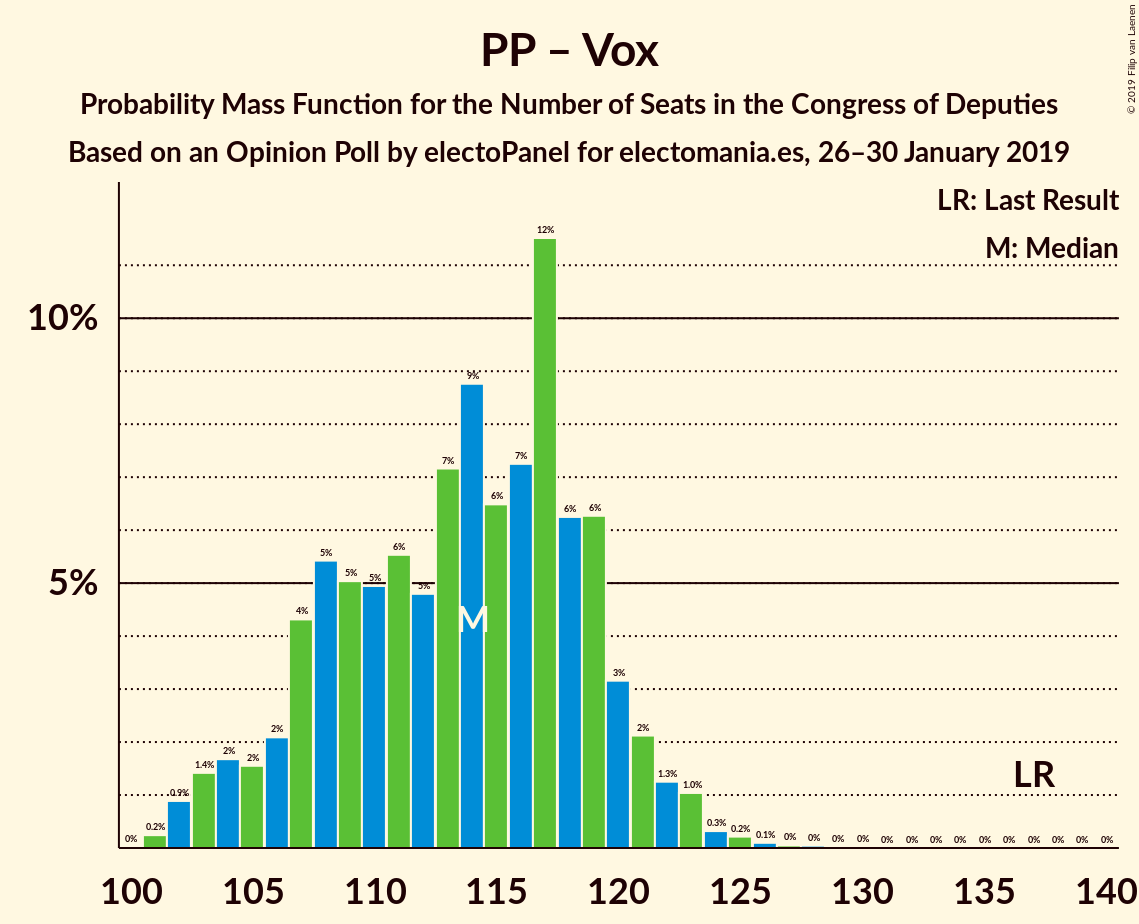 © 2019 Filip van Laenen
PP – Vox
Probability Mass Function for the Number of Seats in the Congress of Deputies
Based on an Opinion Poll by electoPanel for electomania.es, 26–30 January 2019
LR: Last Result
M: Median
10%
5%
0% 0.2% 0.9% 1.4% 2% 2% 2% 4% 5% 5% 5% 6% 5% 7% 9% 6% 7% 12% 6% 6% 3% 2% 1.3% 1.0% 0.3% 0.2% 0.1% 0% 0% 0% 0% 0% 0% 0% 0% 0% 0% 0% 0% 0% 0%
M
LR
100 105 110 115 120 125 130 135 140